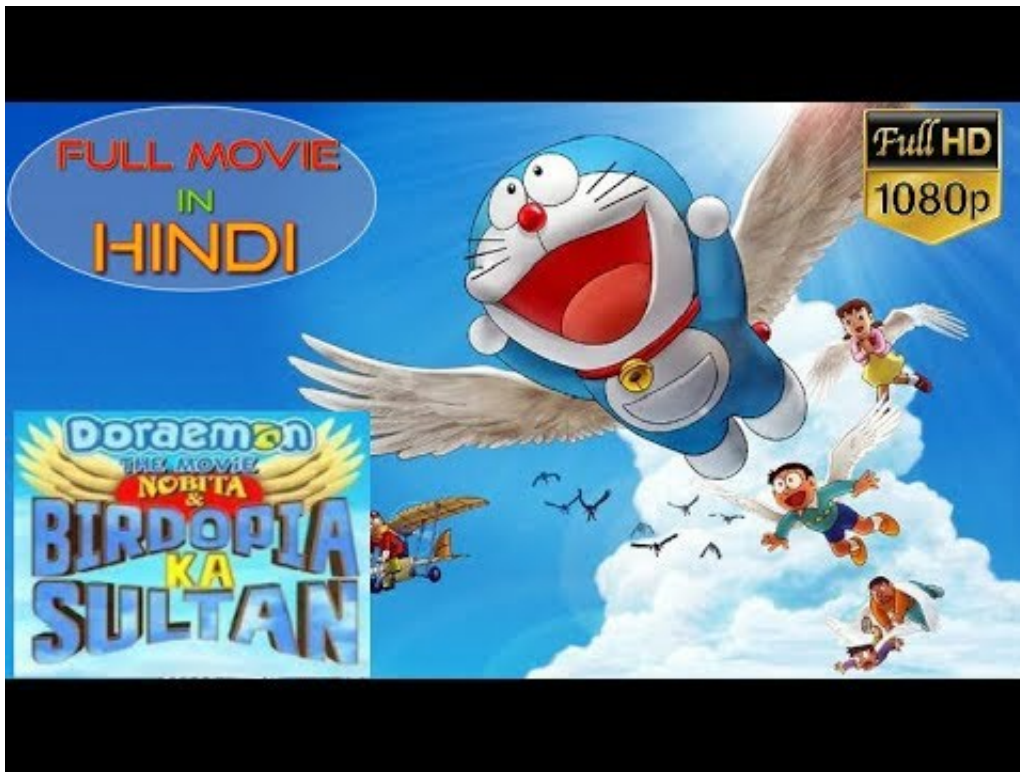 FULL MOVIE
IN
HINDI
Full HD
1080p
Doraemon
THE MOVIE
NOBITA
&
BIRDOPIA
KA
SULTAN